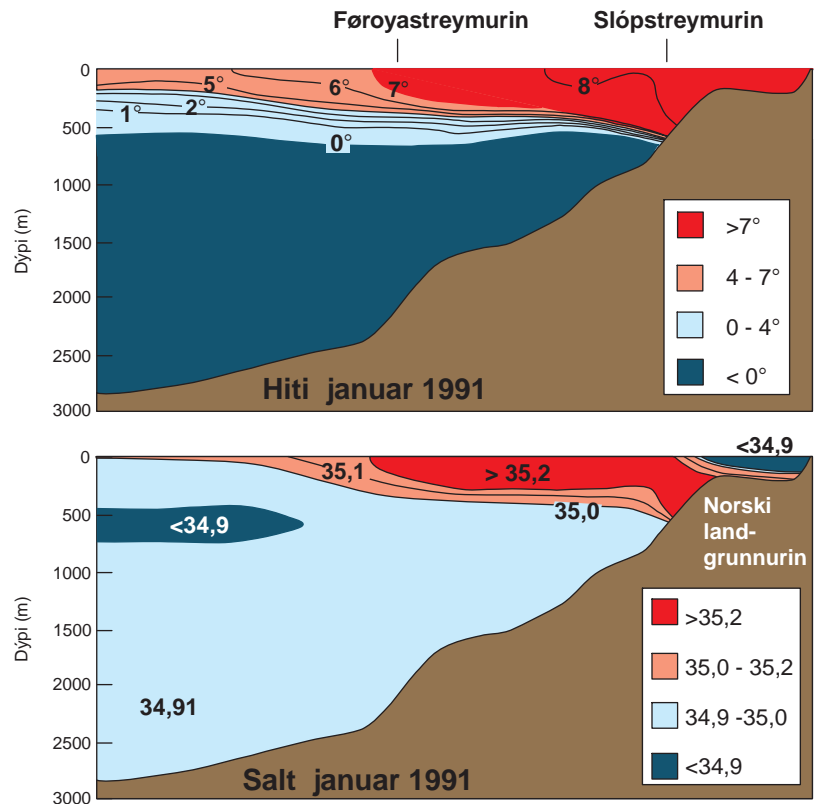 Føroyastreymurin Slópstreymurin
0
500
1000
1500
2000
2500
3000
Dýpi (m)
5°
6°
7°
8°
1°
2°
0°
>7°
4 - 7°
0 - 4°
< 0°
Hiti januar 1991
<34,9
0
500
1000
1500
2000
2500
3000
Dýpi (m)
35,1
> 35,2
35,0
<34,9
34,91
Norski
land-
grunnurin
>35,2
35,0 - 35,2
34,9 -35,0
<34,9
Salt januar 1991